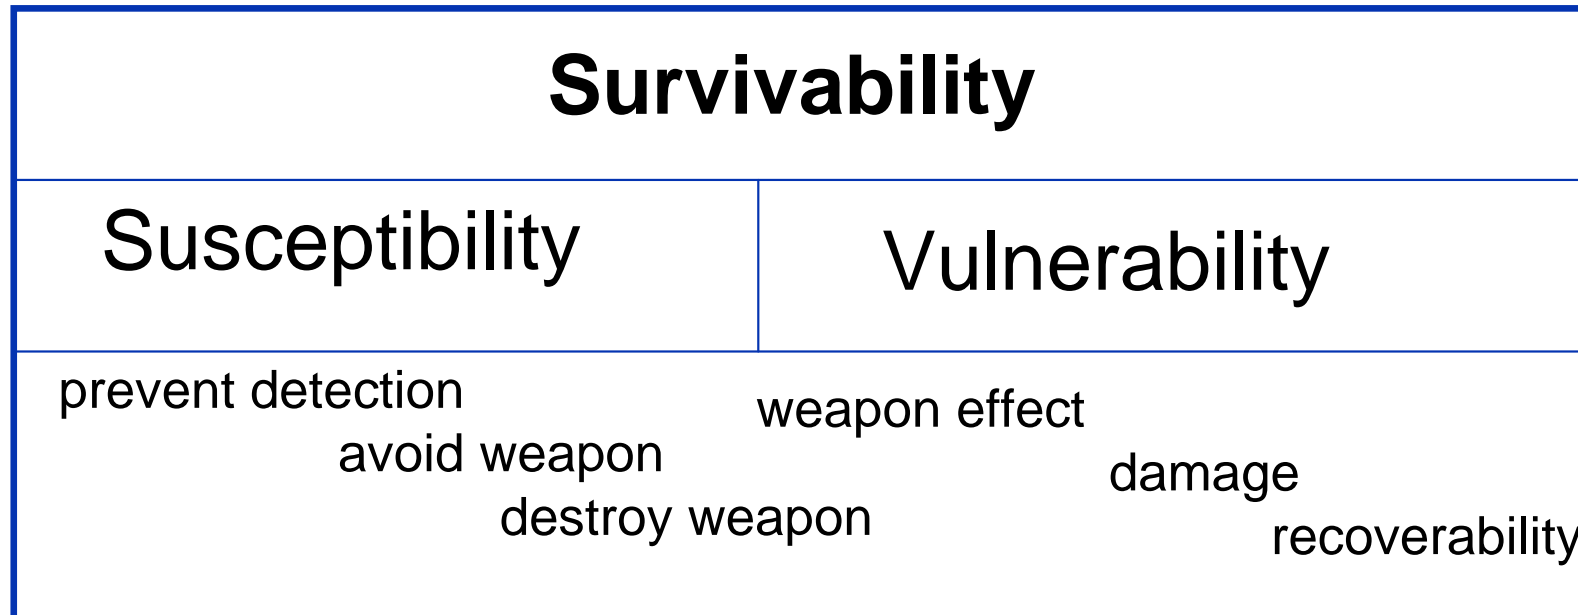 Survivability
Susceptibility
Vulnerability
prevent detection
avoid weapon
destroy weapon
weapon effect
damage
recoverability